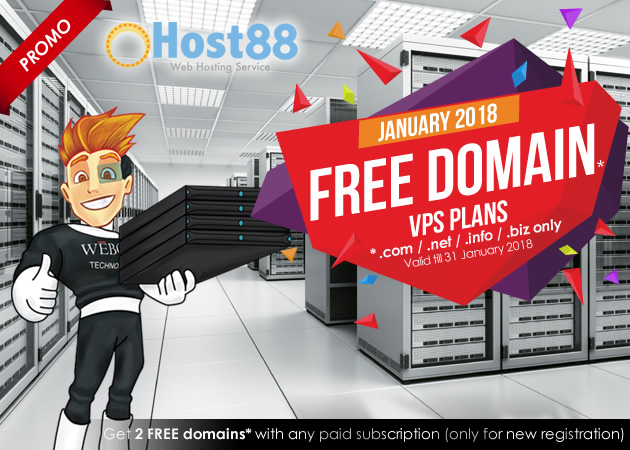 PROMO
Host88
Web Hosting Service
JANUARY 2018
FREE DOMAIN*
VPS PLANS
* .com / .net / .info / .biz only
Valid till 31 January 2018
TECHNO
Get 2 FREE domains* with any paid subscription (only for new registration)